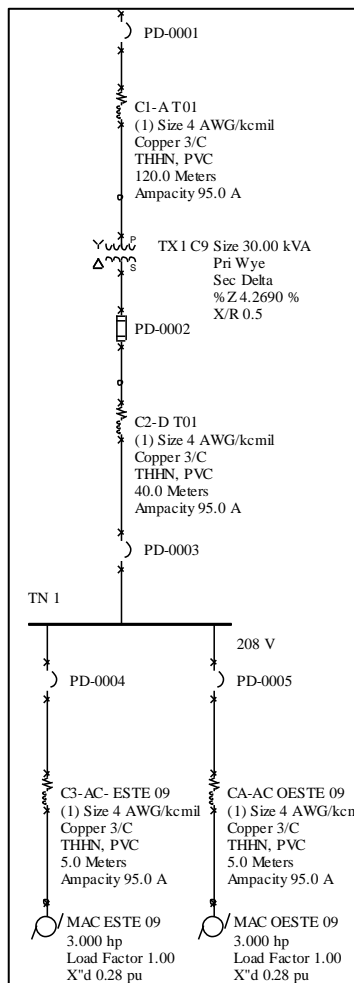 PD-0001
C1-A T01
(1) Size 4 AWG/kcmil
Copper 3/C
THHN, PVC
120.0 Meters
Ampacity 95.0 A
P
S
TX1 C9 Size 30.00 kVA
Pri Wye
Sec Delta
%Z 4.2690 %
X/R 0.5
PD-0002
C2-D T01
(1) Size 4 AWG/kcmil
Copper 3/C
THHN, PVC
40.0 Meters
Ampacity 95.0 A
PD-0003
TN 1
208 V
PD-0004
PD-0005
C3-AC- ESTE 09
(1) Size 4 AWG/kcmil
Copper 3/C
THHN, PVC
5.0 Meters
Ampacity 95.0 A
CA-AC OESTE 09
(1) Size 4 AWG/kcm
Copper 3/C
THHN, PVC
5.0 Meters
Ampacity 95.0 A
MAC ESTE 09
3.000 hp
Load Factor 1.00
X"d 0.28 pu
MAC OESTE 09
3.000 hp
Load Factor 1.00
X"d 0.28 pu